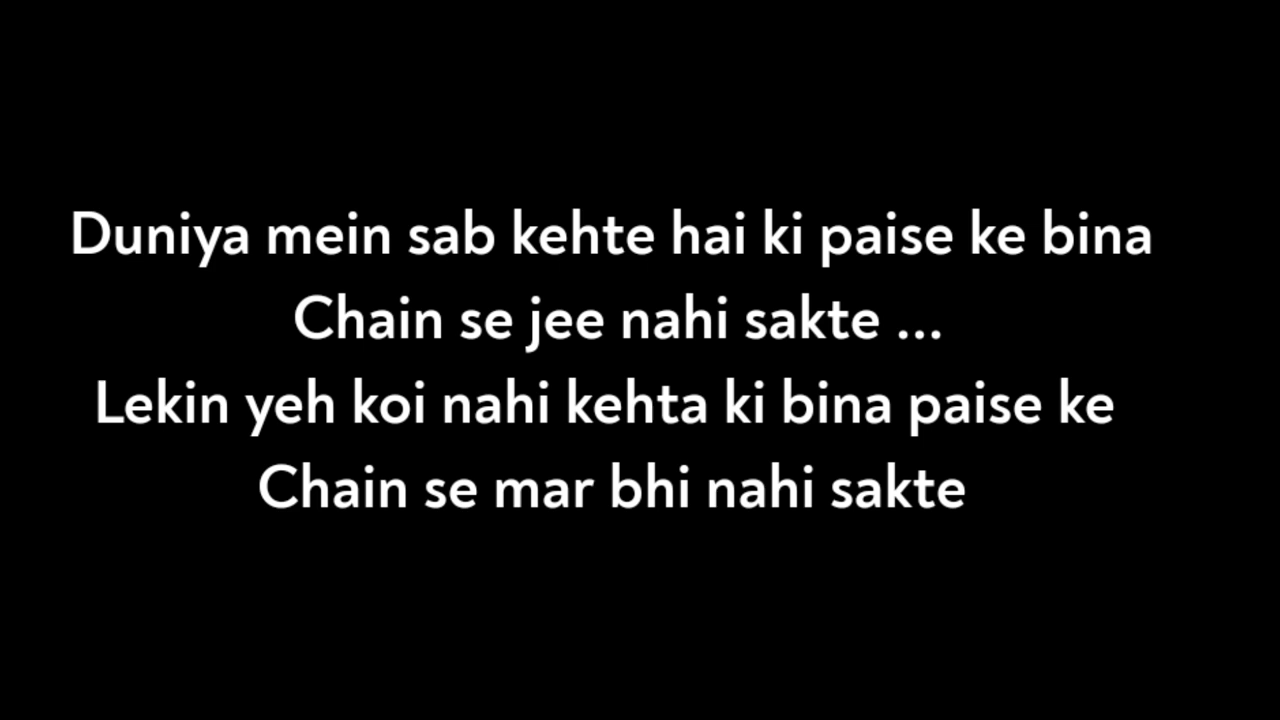 Duniya mein sab kehte hai ki paise ke bina
Chain se jee nahi sakte ...
Lekin yeh koi nahi kehta ki bina paise ke
Chain se mar bhi nahi sakte